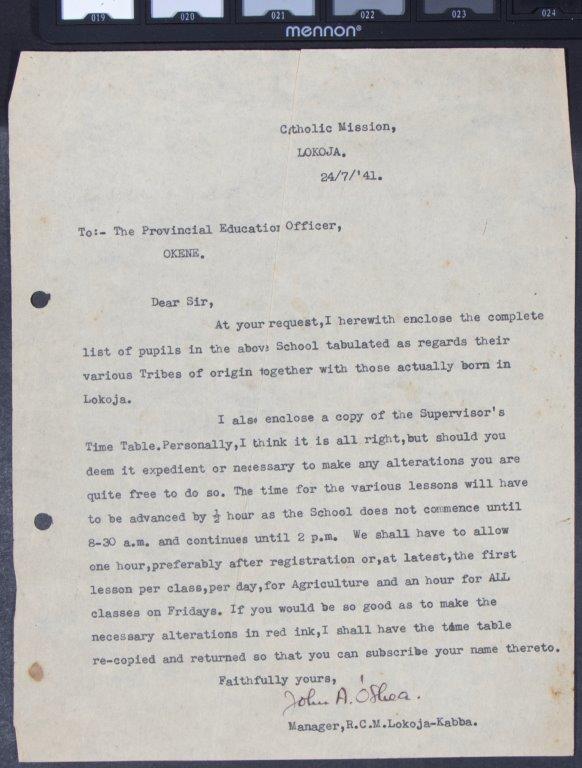 019 020 021 022 023 024
mennon®
Catholic Mission,
LOKOJA.
24/7/'41.
To:- The Provincial Education Officer,
OKENE.
Dear Sir,
At your request,I herewith enclose the complete
list of pupils in the above School tabulated as regards their
various Tribes of origin together with those actually born in
Lokoja.
I also enclose a copy of the Supervisor's
Time Table.Personally,I think it is all right,but should you
deem it expedient or necessary to make any alterations you are
quite free to do so. The time for the various lessons will have
to be advanced by ½ hour as the School does not commence until
8-30 a.m. and continues until 2 p.m. We shall have to allow
one hour,preferably after registration or,at latest,the first
lesson per class,per day,for Agriculture and an hour for ALL
classes on Fridays. If you would be so good as to make the
necessary alterations in red ink,I shall have the time table
re-copied and returned so that you can subscribe your name thereto.
Faithfully yours,
John A. O'Shea.
Manager,R.C.M.Lokoja-Kabba.